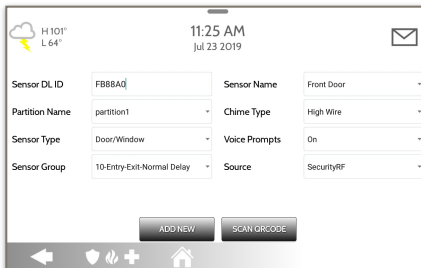 H 101°
L 64°
11:25 AM
Jul 23 2019
Sensor DL ID FB88A0 Sensor Name Front Door
Partition Name partition1 Chime Type High Wire
Sensor Type Door/Window Voice Prompts On
Sensor Group 10-Entry-Exit-Normal Delay Source SecurityRF
ADD NEW SCAN QRCODE